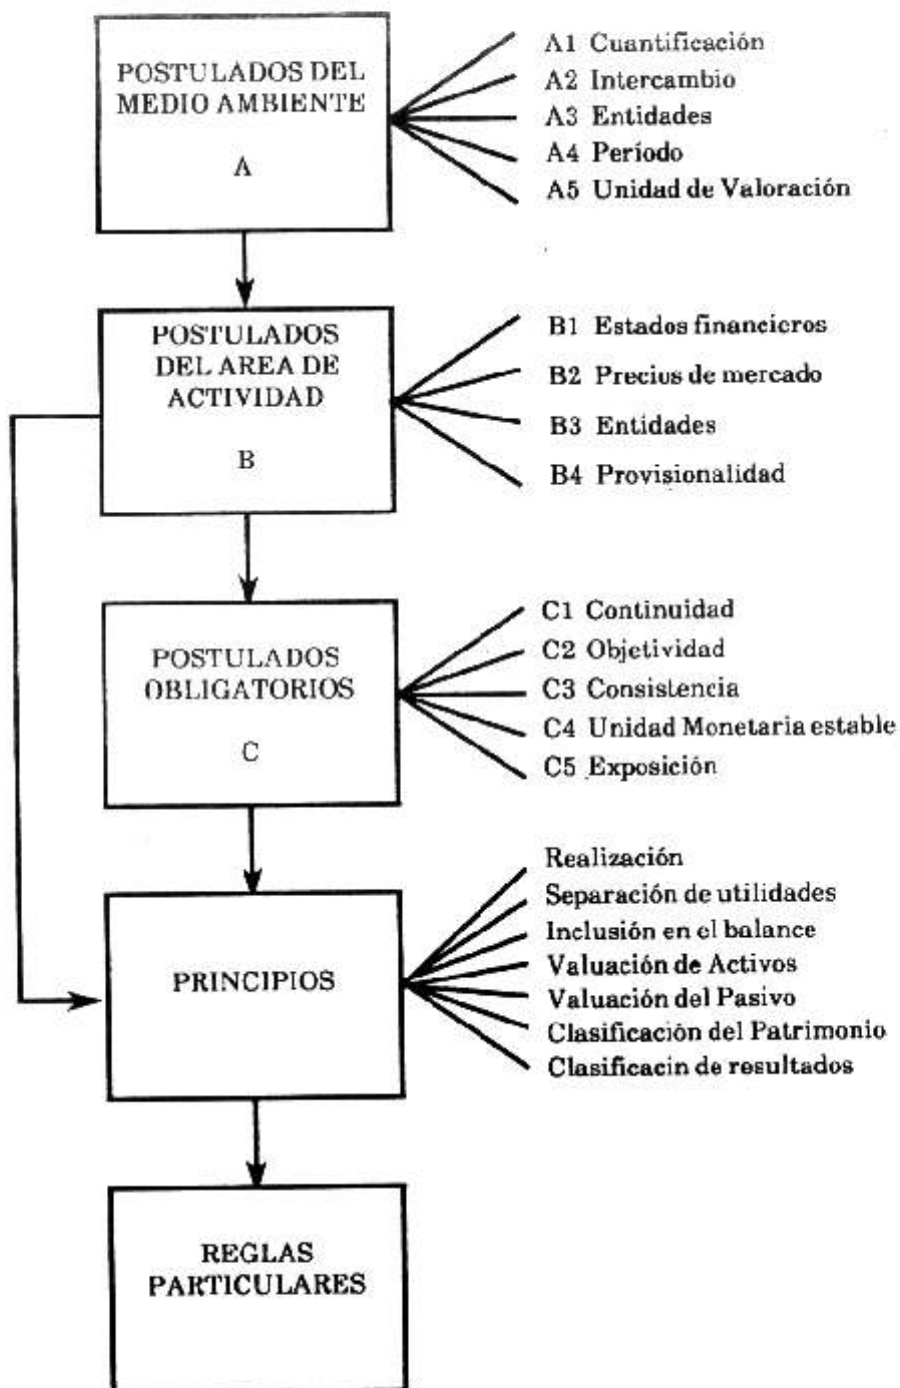 POSTULADOS DEL
MEDIO AMBIENTE
A
A1 Cuantificación
A2 Intercambio
A3 Entidades
A4 Período
A5 Unidad de Valoración
POSTULADOS
DEL AREA DE
ACTIVIDAD
B
B1 Estados financieros
B2 Precios de mercado
B3 Entidades
B4 Provisionalidad
POSTULADOS
OBLIGATORIOS
C
C1 Continuidad
C2 Objetividad
C3 Consistencia
C4 Unidad Monetaria estable
C5 Exposición
PRINCIPIOS
Realización
Separación de utilidades
Inclusión en el balance
Valuación de Activos
Valuación del Pasivo
Clasificación del Patrimonio
Clasificacin de resultados
REGLAS
PARTICULARES